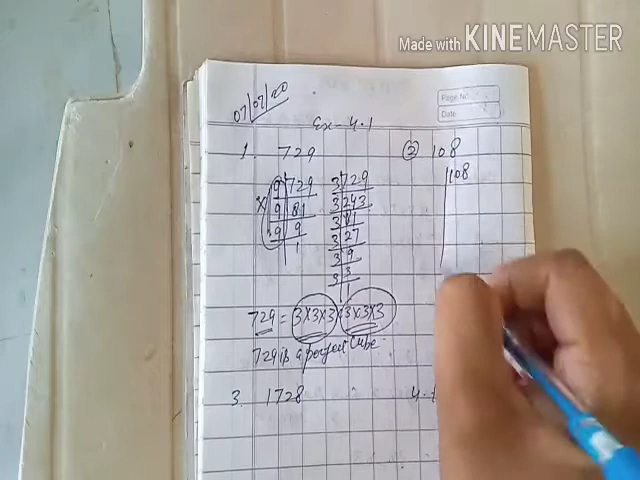 Made with KINEMASTER
07/07/20
Page No.
Date
Ex - 4.1
1. 729
② 108
9 729
9 81
9 9
1
3 729
3 243
3 81
3 27
3 9
3 3
1
108
729 = 3×3×3×3×3×3
729 is a perfect cube.
3. 1728
4.